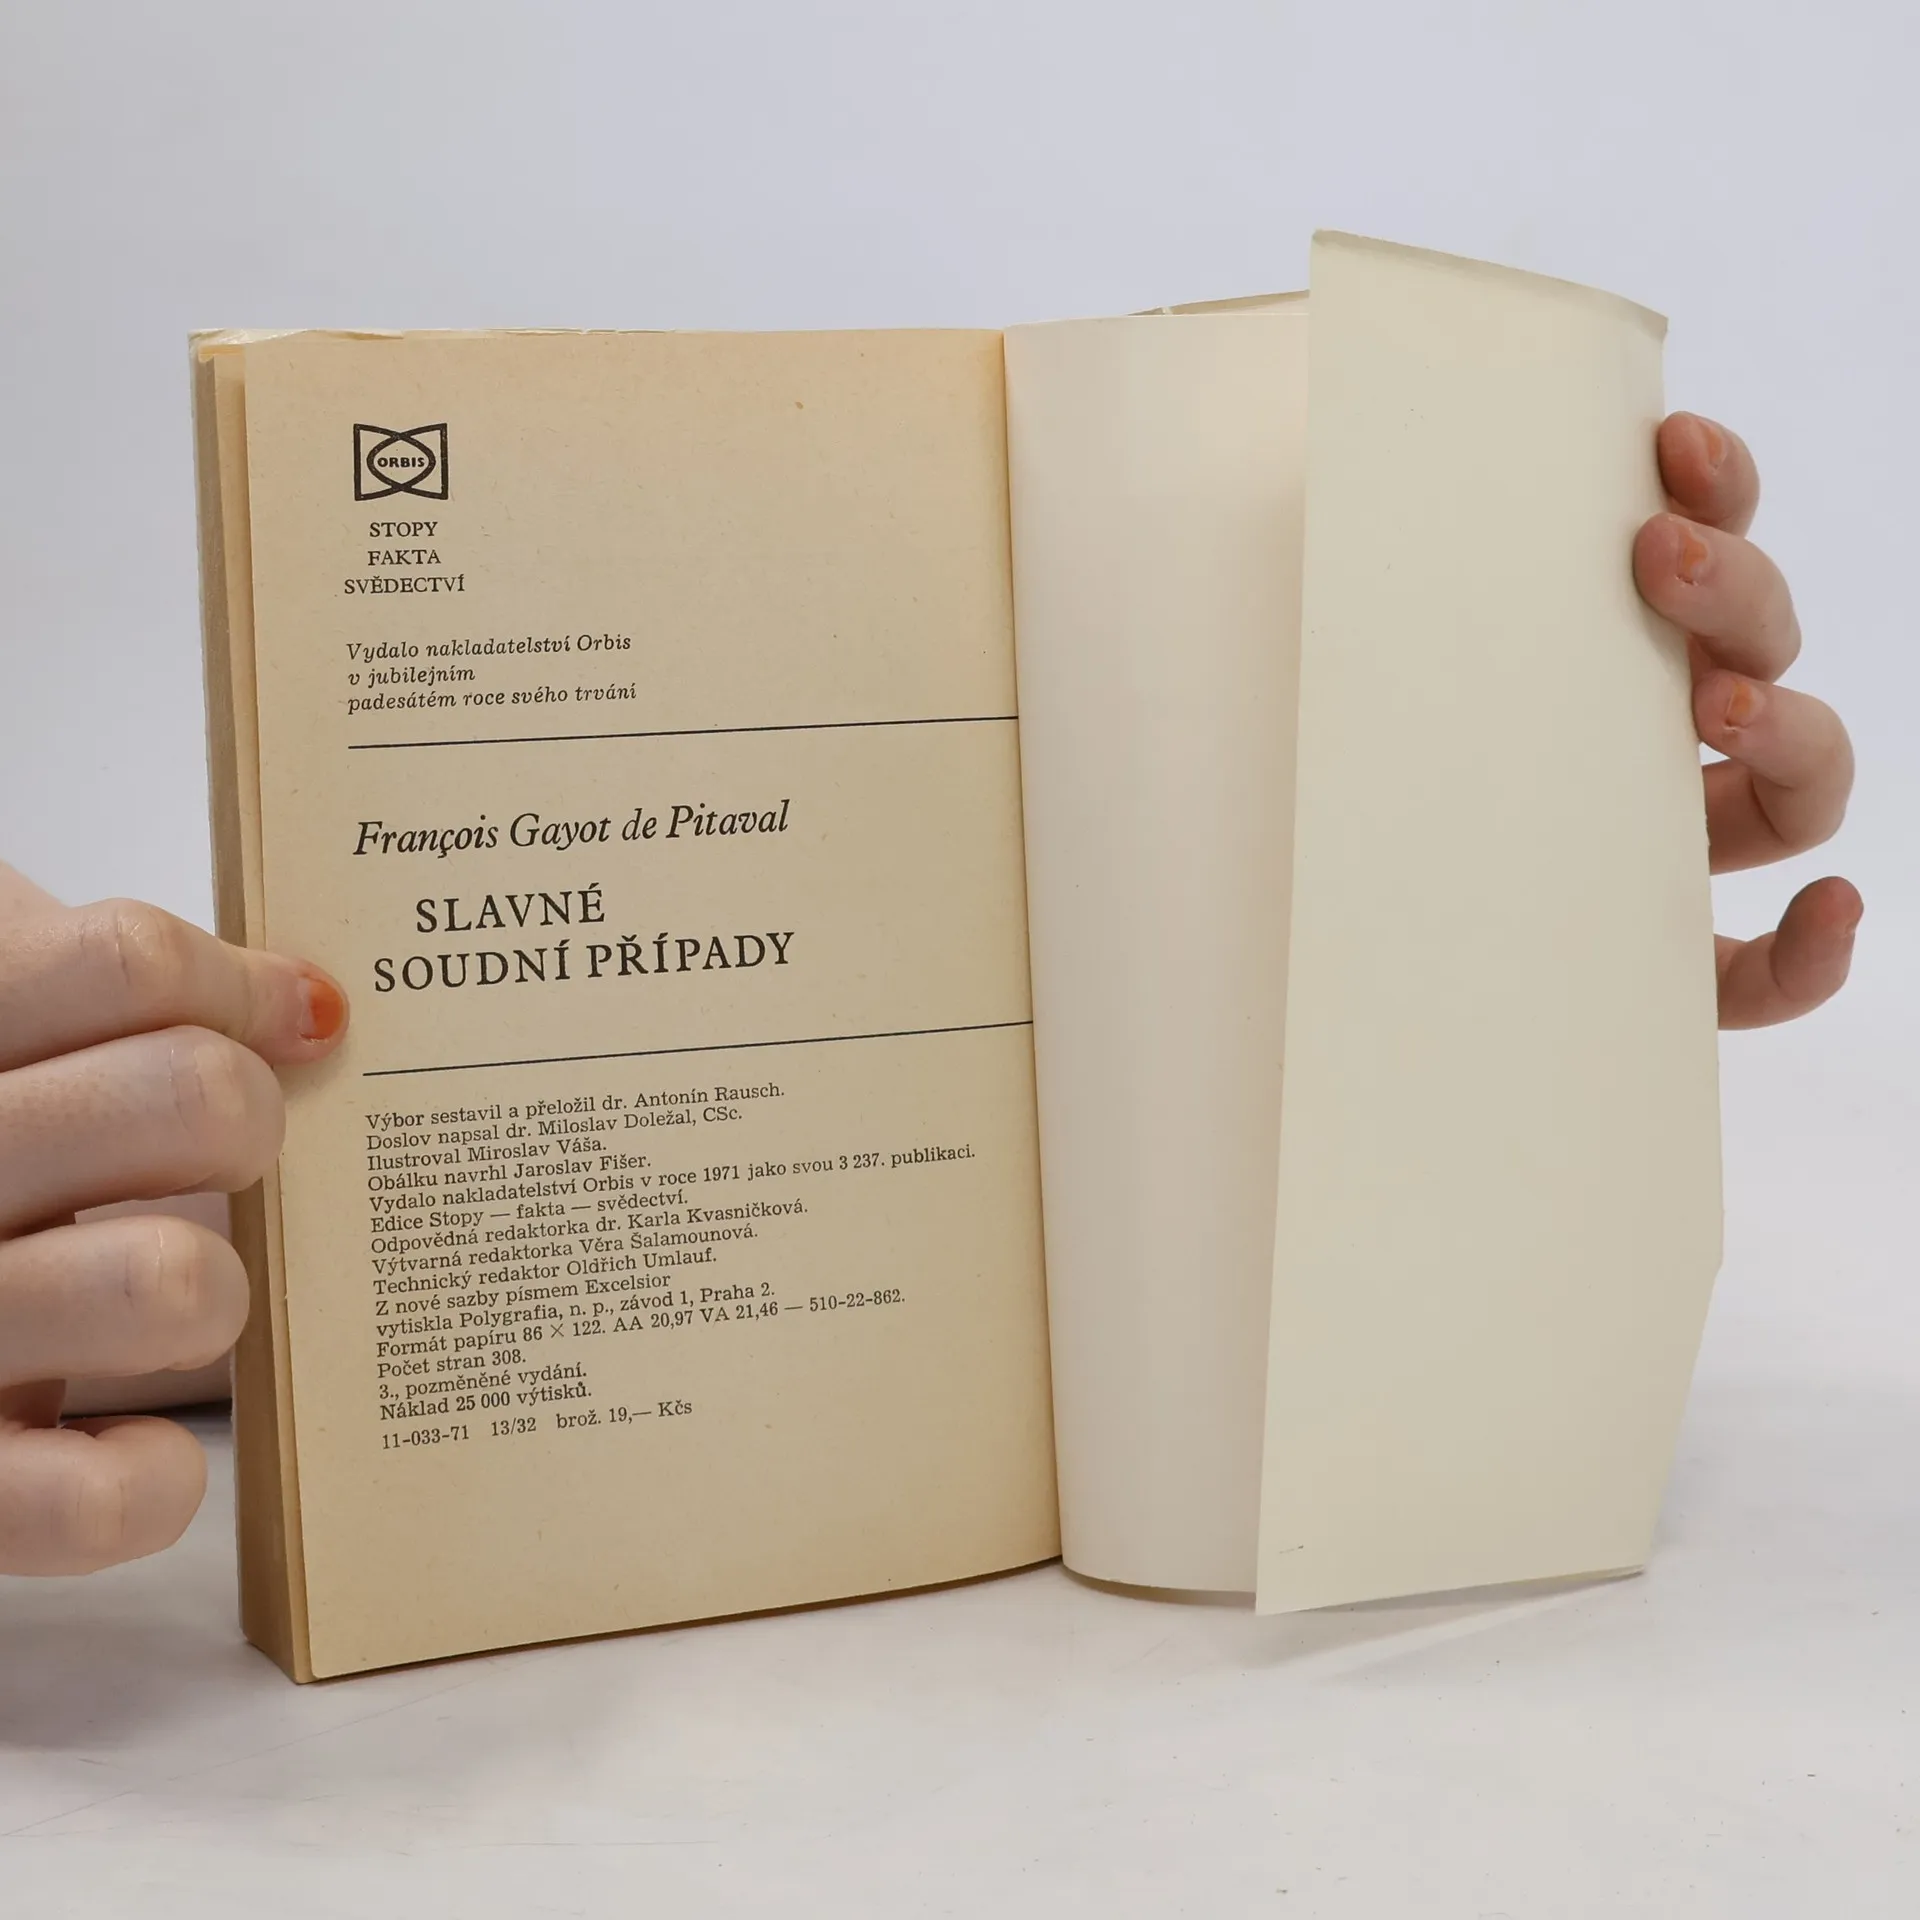 ORBIS
STOPY
FAKTA
SVĚDECTVÍ
Vydalo nakladatelství Orbis
v jubilejním
padesátém roce svého trvání
François Gayot de Pitaval
SLAVNÉ
SOUDNÍ PŘÍPADY
Výbor sestavil a přeložil dr. Antonín Rausch.
Doslov napsal dr. Miloslav Doležal, CSc.
Ilustroval Miroslav Váša.
Obálku navrhl Jaroslav Fišer.
Vydalo nakladatelství Orbis v roce 1971 jako svou 3 237. publikaci.
Edice Stopy — fakta — svědectví.
Odpovědná redaktorka dr. Karla Kvasničková.
Výtvarná redaktorka Věra Šalamounová.
Technický redaktor Oldřich Umlauf.
Z nové sazby písmem Excelsior
vytiskla Polygrafia, n. p., závod 1, Praha 2.
Formát papíru 86 × 122. AA 20,97 VA 21,46 — 510-22-862.
Počet stran 308.
3., pozměněné vydání.
Náklad 25 000 výtisků.
11-033-71 13/32 brož. 19,— Kčs